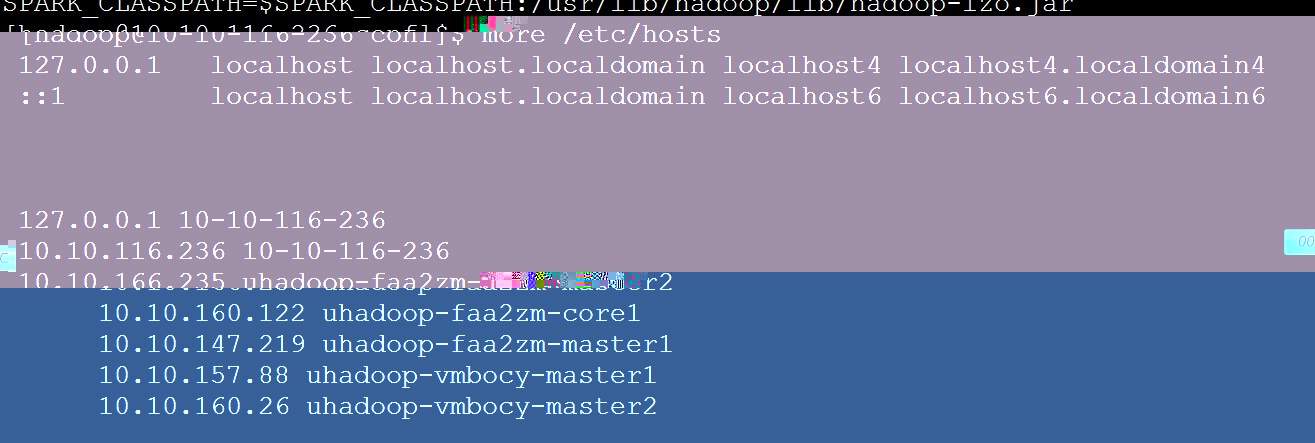 SPARK_CLASSPATH=$SPARK_CLASSPATH:/usr/lib/hadoop/lib/hadoop-lzo.jar
[hadoop@10-10-116-236 conf]$ more /etc/hosts
127.0.0.1 localhost localhost.localdomain localhost4 localhost4.localdomain4
::1 localhost localhost.localdomain localhost6 localhost6.localdomain6
127.0.0.1 10-10-116-236
10.10.116.236 10-10-116-236
10.10.166.235 uhadoop-faa2zm-master2
10.10.160.122 uhadoop-faa2zm-core1
10.10.147.219 uhadoop-faa2zm-master1
10.10.157.88 uhadoop-vmbocy-master1
10.10.160.26 uhadoop-vmbocy-master2